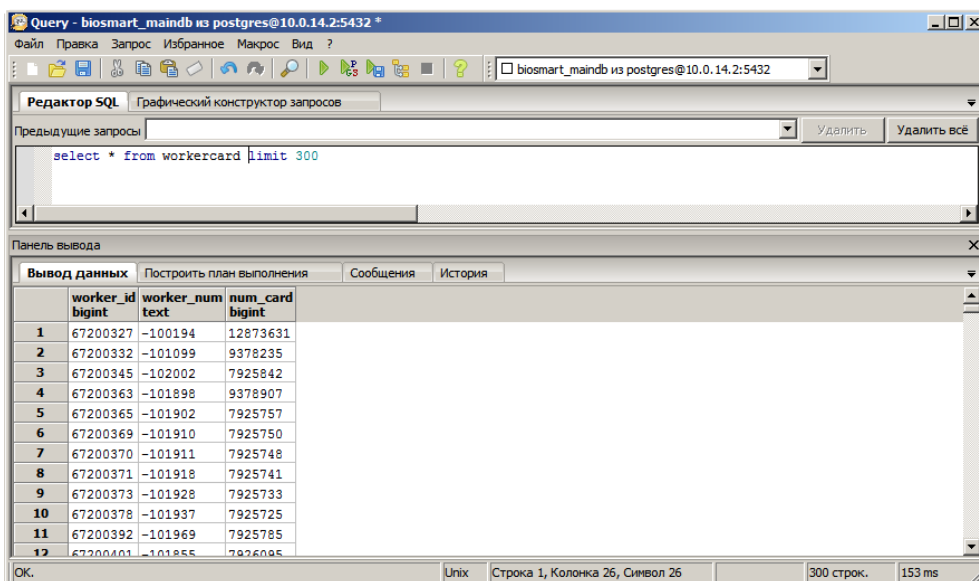 Query - biosmart_maindb из postgres@10.0.14.2:5432 *
Файл Правка Запрос Избранное Макрос Вид ?
biosmart_maindb из postgres@10.0.14.2:5432
Редактор SQL Графический конструктор запросов
Предыдущие запросы Удалить Удалить всё
select * from workercard limit 300
Панель вывода
Вывод данных Построить план выполнения Сообщения История
worker_id worker_num num_card
bigint text bigint
1 67200327 -100194 12873631
2 67200332 -101099 9378235
3 67200345 -102002 7925842
4 67200363 -101898 9378907
5 67200365 -101902 7925757
6 67200369 -101910 7925750
7 67200370 -101911 7925748
8 67200371 -101918 7925741
9 67200373 -101928 7925733
10 67200378 -101937 7925725
11 67200392 -101969 7925785
12 67200401 -101855 7926095
OK. Unix Строка 1, Колонка 26, Символ 26 300 строк. 153 ms